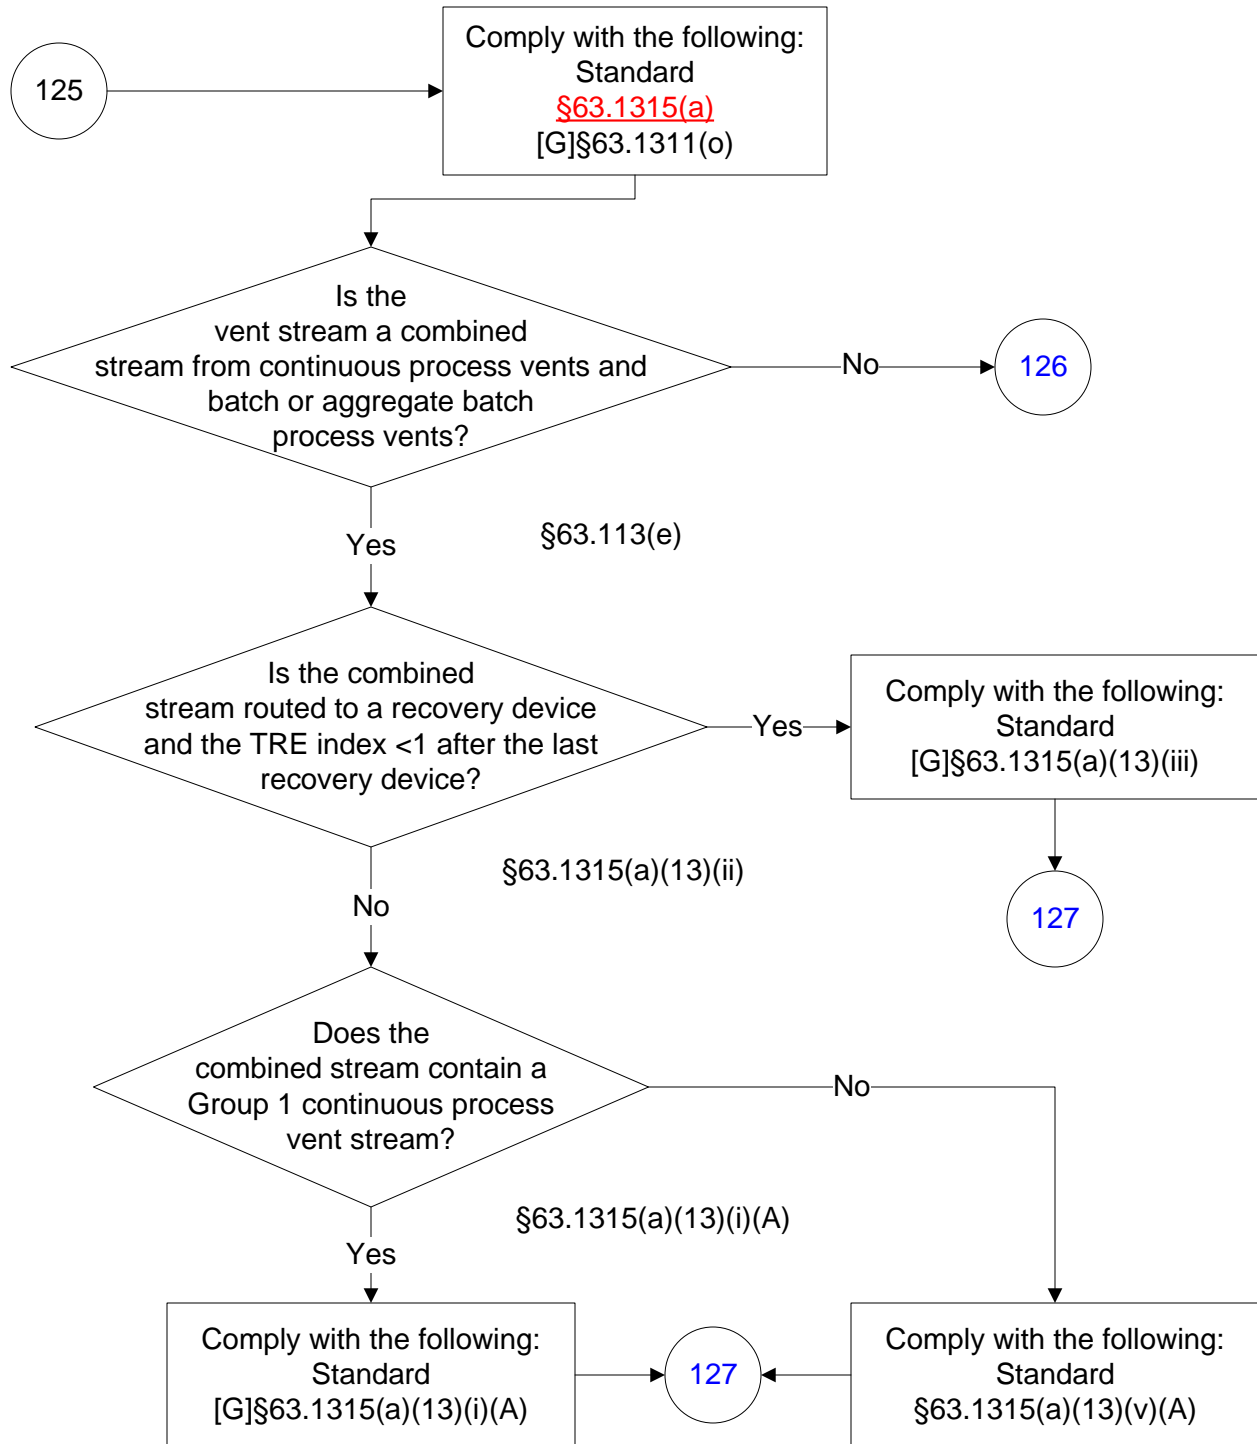 125
Comply with the following:
Standard
§63.1315(a)
[G]§63.1311(o)
Is the
vent stream a combined
stream from continuous process vents and
batch or aggregate batch
process vents?
No
126
Yes
§63.113(e)
Is the combined
stream routed to a recovery device
and the TRE index <1 after the last
recovery device?
Yes
Comply with the following:
Standard
[G]§63.1315(a)(13)(iii)
127
§63.1315(a)(13)(ii)
No
Does the
combined stream contain a
Group 1 continuous process
vent stream?
No
§63.1315(a)(13)(i)(A)
Yes
Comply with the following:
Standard
[G]§63.1315(a)(13)(i)(A)
127
Comply with the following:
Standard
§63.1315(a)(13)(v)(A)